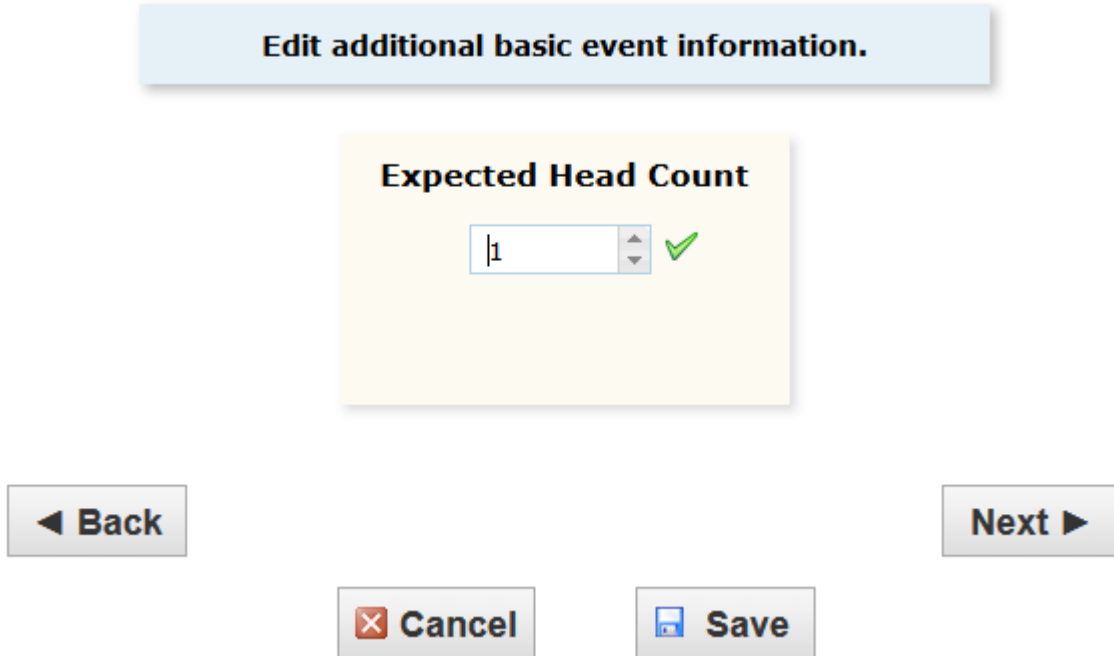 Edit additional basic event information.
Expected Head Count
1
◄ Back
Next ►
Cancel
Save